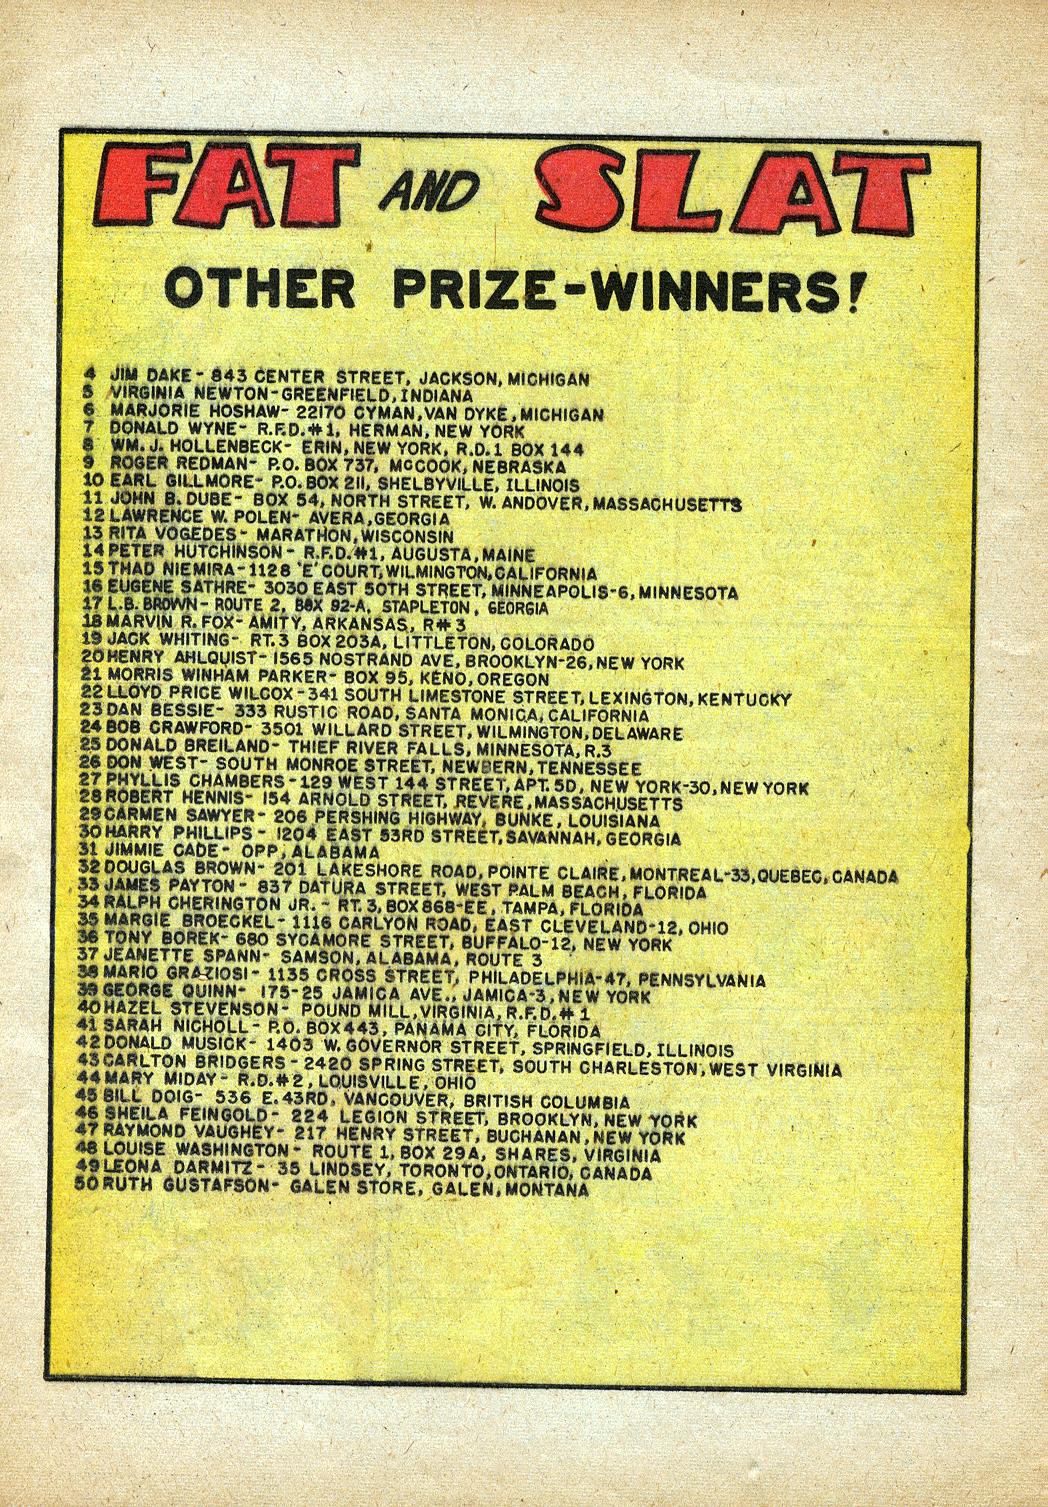 FAT AND SLAT
OTHER PRIZE-WINNERS!
4 JIM DAKE- 843 CENTER STREET, JACKSON, MICHIGAN
5 VIRGINIA NEWTON-GREENFIELD, INDIANA
6 MARJORIE HOSHAW- 22170 CYMAN, VAN DYKE, MICHIGAN
7 DONALD WYNE- R.F.D.#1, HERMAN, NEW YORK
8 WM. J. HOLLENBECK- ERIN, NEW YORK, R.D.1 BOX 144
9 ROGER REDMAN- P.O. BOX 737, McCOOK, NEBRASKA
10 EARL GILLMORE- P.O. BOX 211, SHELBYVILLE, ILLINOIS
11 JOHN B. DUBE- BOX 54, NORTH STREET, W. ANDOVER, MASSACHUSETTS
12 LAWRENCE W. POLEN- AVERA, GEORGIA
13 RITA VOGEDES- MARATHON, WISCONSIN
14 PETER HUTCHINSON- R.F.D.#1, AUGUSTA, MAINE
15 THAD NIEMIRA-1128 'E' COURT, WILMINGTON, CALIFORNIA
16 EUGENE SATHRE- 3030 EAST 50TH STREET, MINNEAPOLIS-6, MINNESOTA
17 L.B. BROWN- ROUTE 2, BOX 92-A, STAPLETON, GEORGIA
18 MARVIN R. FOX- AMITY, ARKANSAS, R#3
19 JACK WHITING- RT.3 BOX 203A, LITTLETON, COLORADO
20 HENRY AHLQUIST- 1565 NOSTRAND AVE, BROOKLYN-26, NEW YORK
21 MORRIS WINHAM PARKER- BOX 95, KENO, OREGON
22 LLOYD PRICE WILCOX-341 SOUTH LIMESTONE STREET, LEXINGTON, KENTUCKY
23 DAN BESSIE- 333 RUSTIC ROAD, SANTA MONICA, CALIFORNIA
24 BOB CRAWFORD- 3501 WILLARD STREET, WILMINGTON, DELAWARE
25 DONALD BREILAND- THIEF RIVER FALLS, MINNESOTA, R.3
26 DON WEST- SOUTH MONROE STREET, NEWBERN, TENNESSEE
27 PHYLLIS CHAMBERS-129 WEST 144 STREET, APT. 5D, NEW YORK-30, NEW YORK
28 ROBERT HENNIS- 154 ARNOLD STREET, REVERE, MASSACHUSETTS
29 CARMEN SAWYER- 206 PERSHING HIGHWAY, BUNKE, LOUISIANA
30 HARRY PHILLIPS- 1204 EAST 53RD STREET, SAVANNAH, GEORGIA
31 JIMMIE CADE- OPP, ALABAMA
32 DOUGLAS BROWN- 201 LAKESHORE ROAD, POINTE CLAIRE, MONTREAL-33, QUEBEC, CANADA
33 JAMES PAYTON- 837 DATURA STREET, WEST PALM BEACH, FLORIDA
34 RALPH CHERINGTON JR.- RT. 3, BOX 868-EE, TAMPA, FLORIDA
35 MARGIE BROECKEL- 1116 CARLYON ROAD, EAST CLEVELAND-12, OHIO
36 TONY BOREK- 680 SYCAMORE STREET, BUFFALO-12, NEW YORK
37 JEANETTE SPANN- SAMSON, ALABAMA, ROUTE 3
38 MARIO GRAZIOSI- 1135 CROSS STREET, PHILADELPHIA-47, PENNSYLVANIA
39 GEORGE QUINN- 175-25 JAMICA AVE., JAMICA-3, NEW YORK
40 HAZEL STEVENSON- POUND MILL, VIRGINIA, R.F.D.#1
41 SARAH NICHOLL- P.O. BOX 443, PANAMA CITY, FLORIDA
42 DONALD MUSICK- 1403 W. GOVERNOR STREET, SPRINGFIELD, ILLINOIS
43 CARLTON BRIDGERS-2420 SPRING STREET, SOUTH CHARLESTON, WEST VIRGINIA
44 MARY MIDAY- R.D.#2, LOUISVILLE, OHIO
45 BILL DOIG- 536 E. 43RD, VANCOUVER, BRITISH COLUMBIA
46 SHEILA FEINGOLD- 224 LEGION STREET, BROOKLYN, NEW YORK
47 RAYMOND VAUGHEY- 217 HENRY STREET, BUCHANAN, NEW YORK
48 LOUISE WASHINGTON- ROUTE 1, BOX 29A, SHARES, VIRGINIA
49 LEONA DARMITZ- 35 LINDSEY, TORONTO, ONTARIO, CANADA
50 RUTH GUSTAFSON- GALEN STORE, GALEN, MONTANA